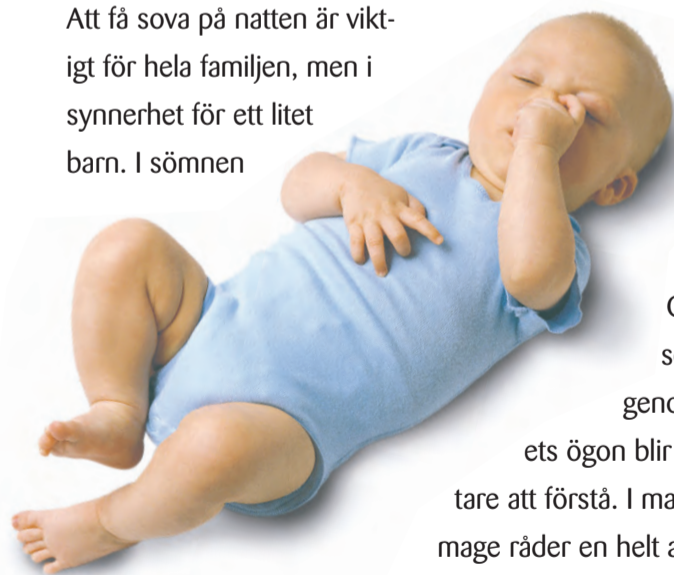 Att få sova på natten är vikt-
igt för hela familjen, men i
synnerhet för ett litet
barn. I sömnen
ets ögon blir
tare att förstå. I ma
mage råder en helt a